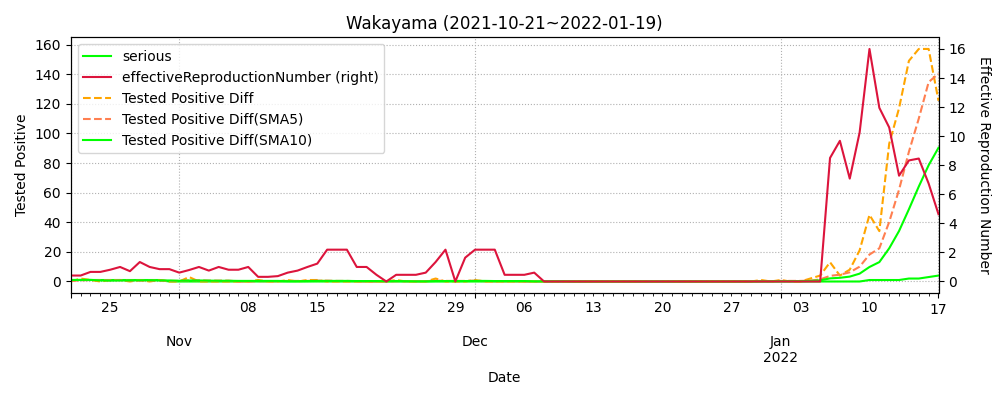 Wakayama (2021-10-21~2022-01-19)
serious
effectiveReproductionNumber (right)
Tested Positive Diff
Tested Positive Diff(SMA5)
Tested Positive Diff(SMA10)
Tested Positive
160
140
120
100
80
60
40
20
0
Effective Reproduction Number
16
14
12
10
8
6
4
2
0
25 08 15 22 29 06 13 20 27 03 10 17
Nov Dec Jan
2022
Date